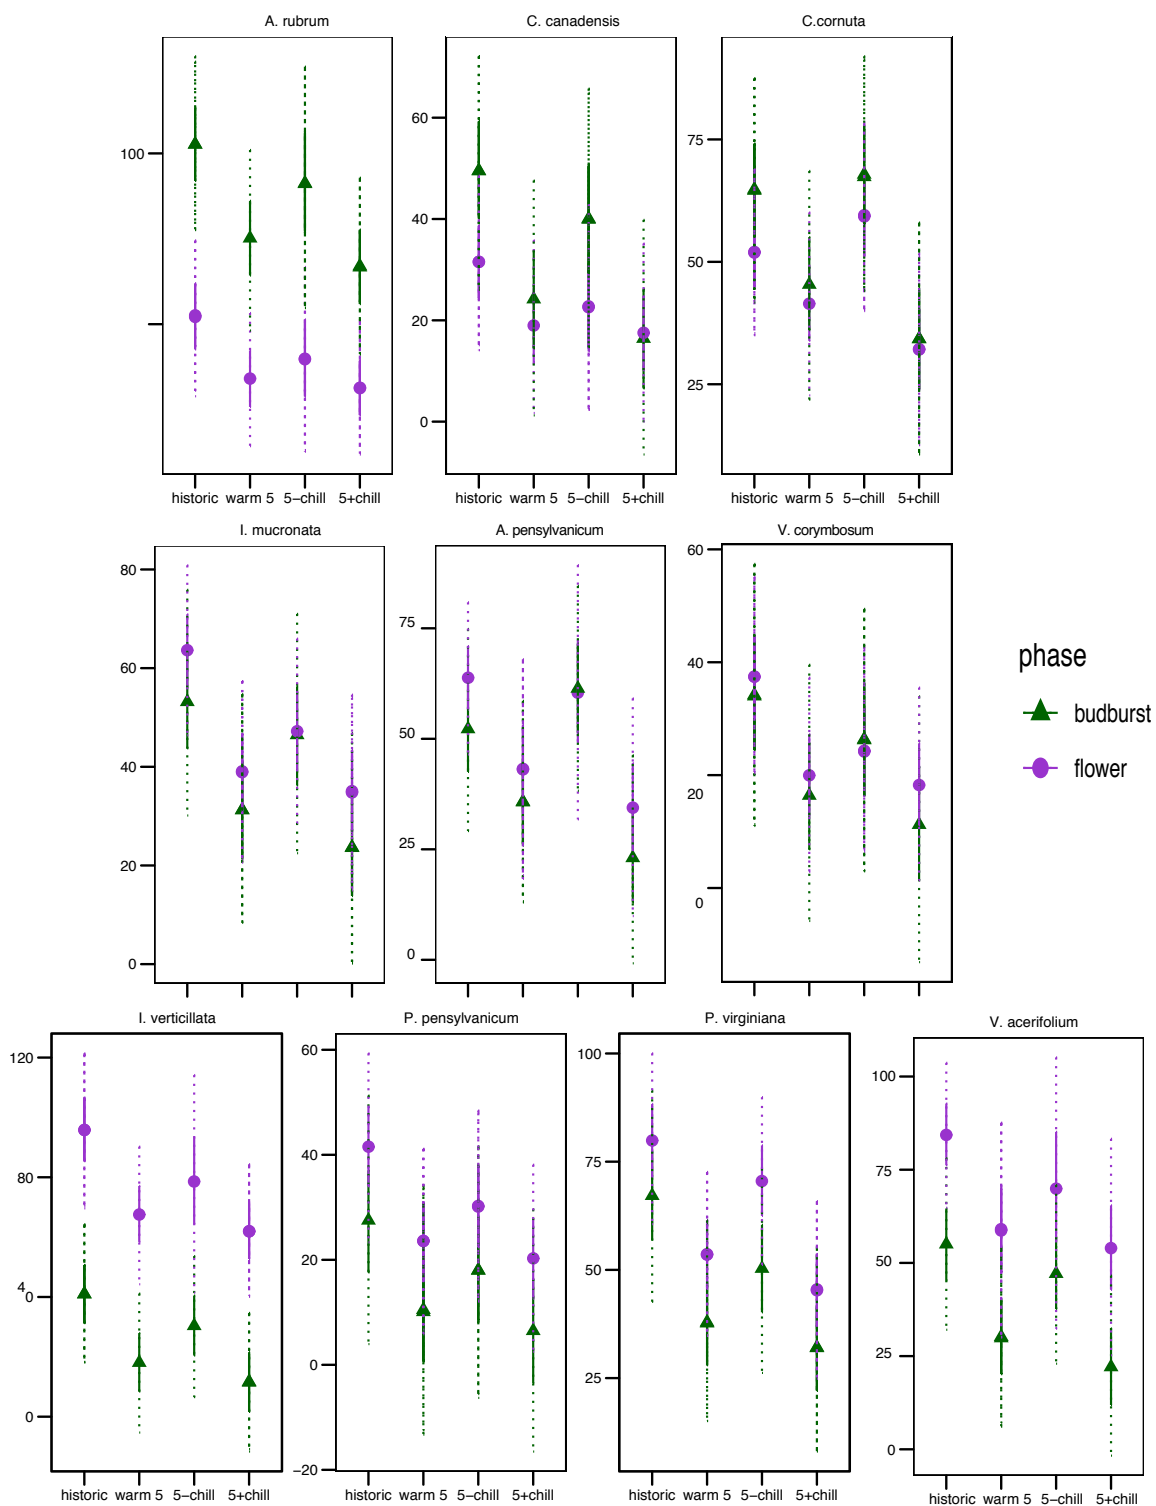 A. rubrum
C. canadensis
C.cornuta
100
60
40
20
0
75
50
25
historic warm 5 5−chill 5+chill
historic warm 5 5−chill 5+chill
historic warm 5 5−chill 5+chill
I. mucronata
A. pensylvanicum
V. corymbosum
80
60
40
20
0
75
50
25
0
60
40
20
0
phase
budburst
flower
I. verticillata
P. pensylvanicum
P. virginiana
V. acerifolium
120
80
4
0
0
60
40
20
0
−20
100
75
50
25
100
75
50
25
0
historic warm 5 5−chill 5+chill
historic warm 5 5−chill 5+chill
historic warm 5 5−chill 5+chill
historic warm 5 5−chill 5+chill